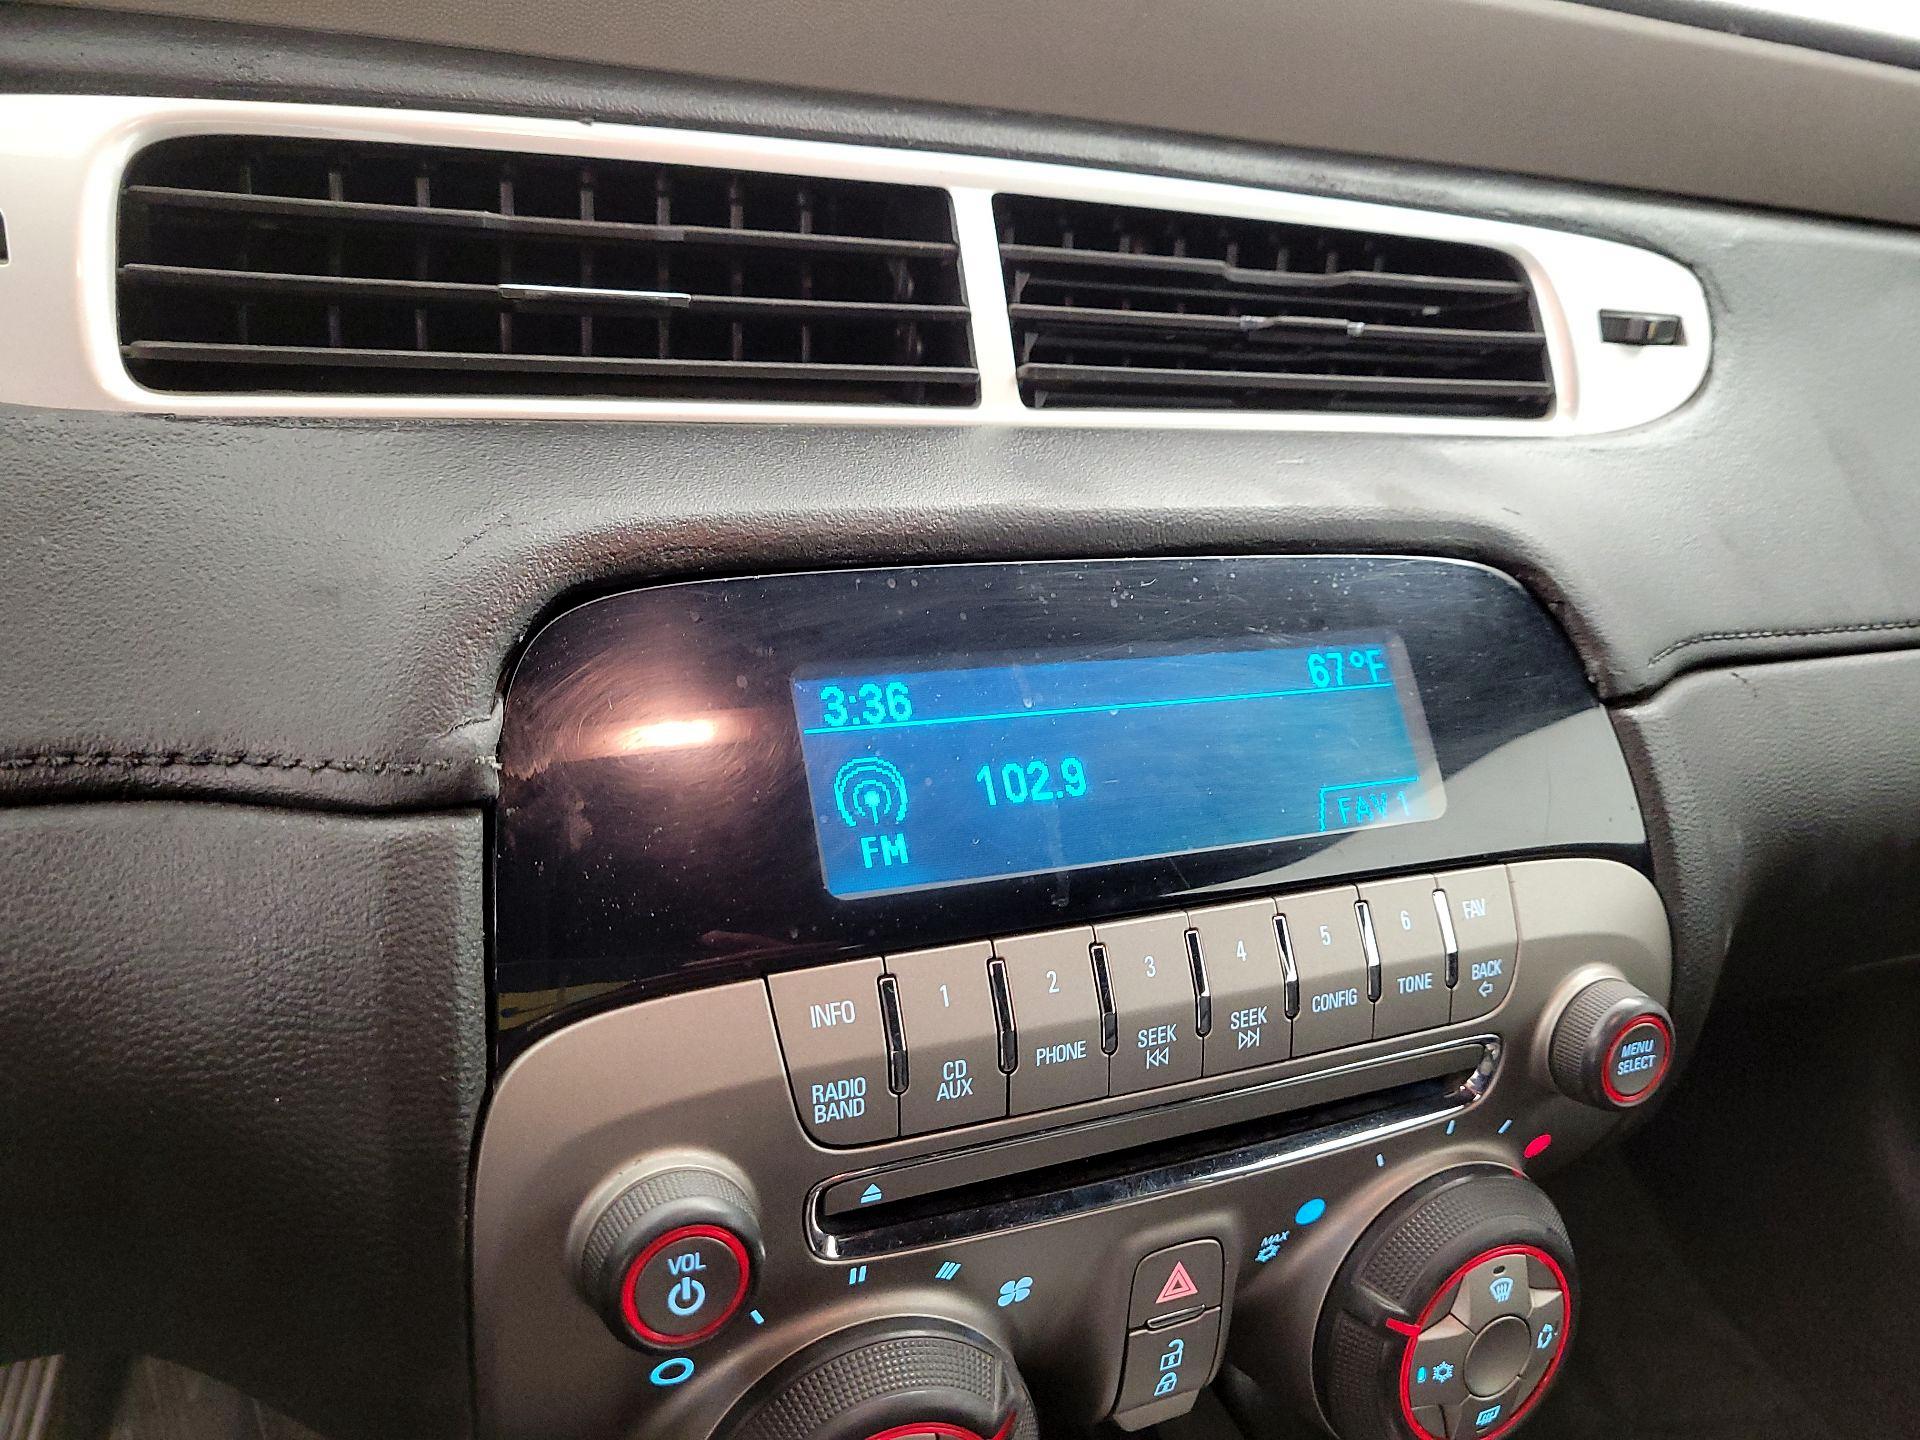 3:36 67°F
102.9
FM FAV 1
INFO 1 2 3 4 5 6 FAV
RADIO BAND
CD AUX
PHONE
SEEK
SEEK
CONFIG
TONE
BACK
MENU SELECT
VOL
MAX